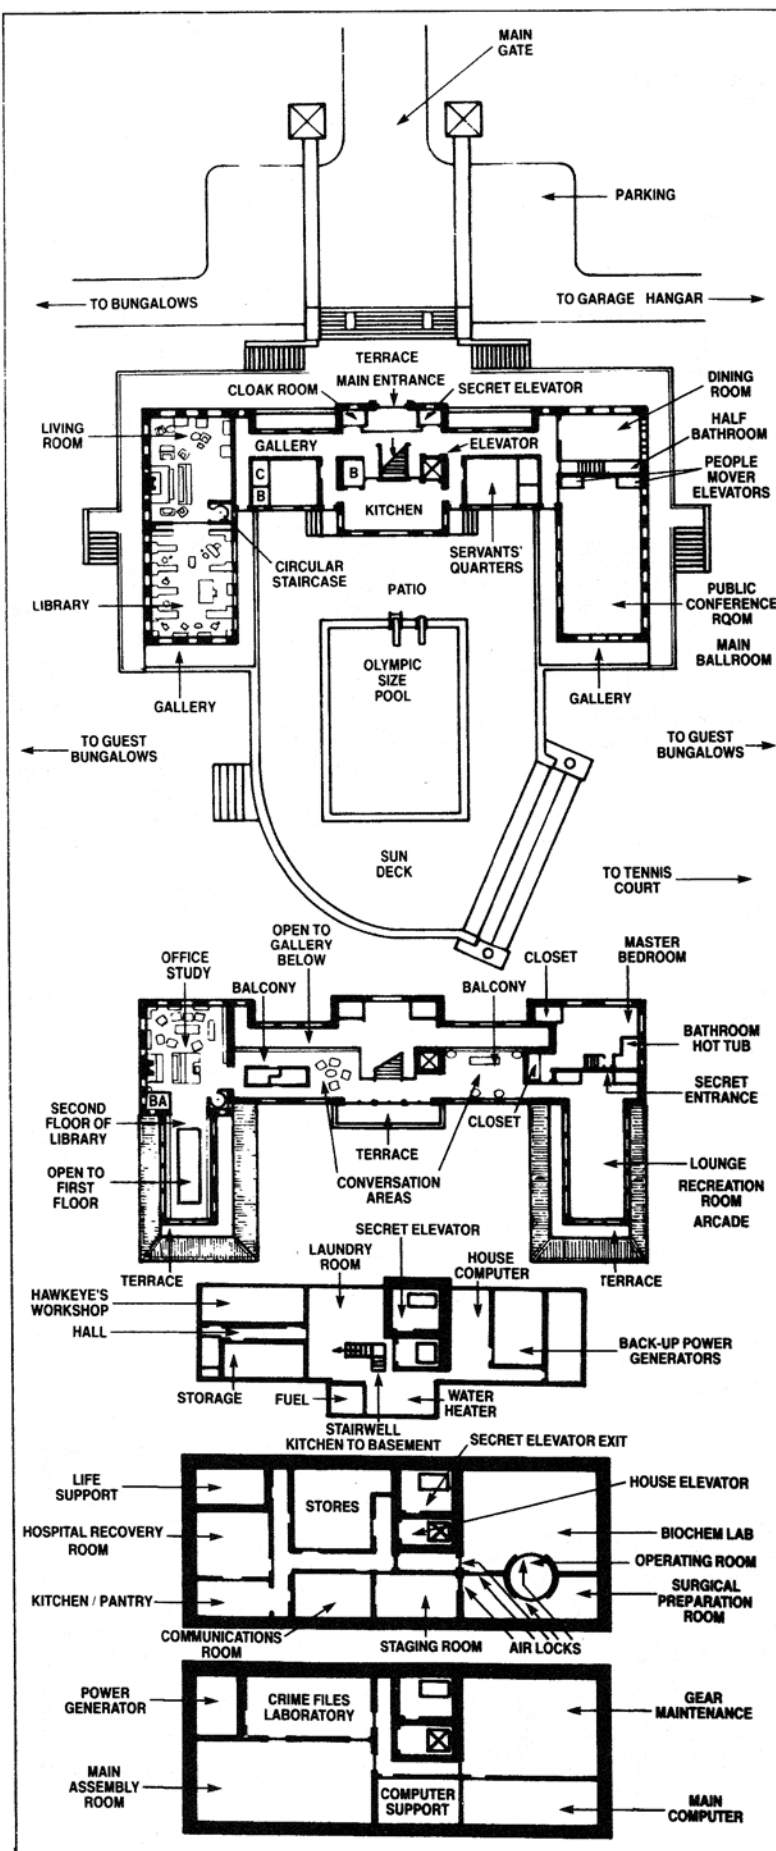 MAIN
GATE
PARKING
TO BUNGALOWS
TO GARAGE HANGAR
TERRACE
MAIN ENTRANCE
CLOAK ROOM
SECRET ELEVATOR
DINING
ROOM
LIVING
ROOM
GALLERY
ELEVATOR
HALF
BATHROOM
PEOPLE
MOVER
ELEVATORS
C
B
B
KITCHEN
SERVANTS'
QUARTERS
CIRCULAR
STAIRCASE
LIBRARY
PATIO
PUBLIC
CONFERENCE
ROOM
MAIN
BALLROOM
OLYMPIC
SIZE
POOL
GALLERY
GALLERY
TO GUEST
BUNGALOWS
TO GUEST
BUNGALOWS
SUN
DECK
TO TENNIS
COURT
OFFICE
STUDY
OPEN TO
GALLERY
BELOW
BALCONY
BALCONY
CLOSET
MASTER
BEDROOM
BATHROOM
HOT TUB
SECRET
ENTRANCE
BA
SECOND
FLOOR OF
LIBRARY
OPEN TO
FIRST
FLOOR
TERRACE
CONVERSATION
AREAS
CLOSET
LOUNGE
RECREATION
ROOM
ARCADE
TERRACE
TERRACE
SECRET ELEVATOR
LAUNDRY
ROOM
HOUSE
COMPUTER
HAWKEYE'S
WORKSHOP
HALL
STORAGE
FUEL
WATER
HEATER
BACK-UP POWER
GENERATORS
STAIRWELL
KITCHEN TO BASEMENT
SECRET ELEVATOR EXIT
HOUSE ELEVATOR
LIFE
SUPPORT
STORES
HOSPITAL RECOVERY
ROOM
BIOCHEM LAB
OPERATING ROOM
KITCHEN / PANTRY
SURGICAL
PREPARATION
ROOM
COMMUNICATIONS
ROOM
STAGING ROOM
AIR LOCKS
POWER
GENERATOR
CRIME FILES
LABORATORY
GEAR
MAINTENANCE
MAIN
ASSEMBLY
ROOM
COMPUTER
SUPPORT
MAIN
COMPUTER